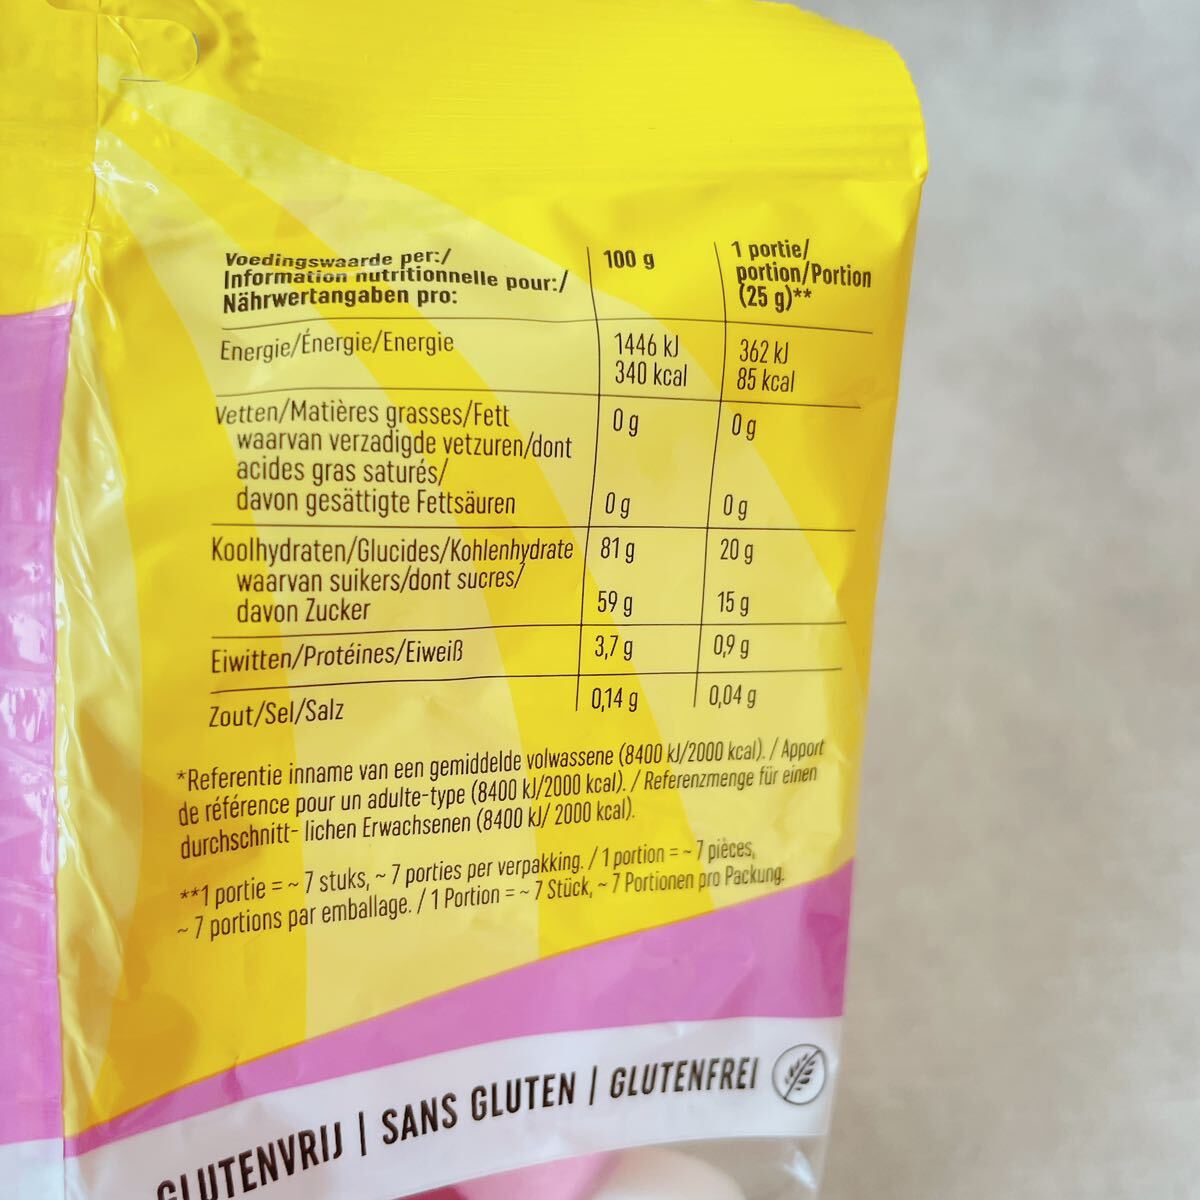 Voedingswaarde per:/
Information nutritionnelle pour:/
Nährwertangaben pro:
100 g
1 portie/
portion/Portion
(25 g)**
Energie/Énergie/Energie
1446 kJ
340 kcal
362 kJ
85 kcal
Vetten/Matières grasses/Fett
0 g
0 g
waarvan verzadigde vetzuren/dont
acides gras saturés/
davon gesättigte Fettsäuren
0 g
0 g
Koolhydraten/Glucides/Kohlenhydrate
81 g
20 g
waarvan suikers/dont sucres/
davon Zucker
59 g
15 g
Eiwitten/Protéines/Eiweiß
3,7 g
0,9 g
Zout/Sel/Salz
0,14 g
0,04 g
*Referentie inname van een gemiddelde volwassene (8400 kJ/2000 kcal). / Apport
de référence pour un adulte-type (8400 kJ/2000 kcal). / Referenzmenge für einen
durchschnitt- lichen Erwachsenen (8400 kJ/ 2000 kcal).
**1 portie = ~ 7 stuks, ~ 7 porties per verpakking. / 1 portion = ~ 7 pièces,
~ 7 portions par emballage. / 1 Portion = ~ 7 Stück, ~ 7 Portionen pro Packung.
GLUTENVRIJ | SANS GLUTEN | GLUTENFREI